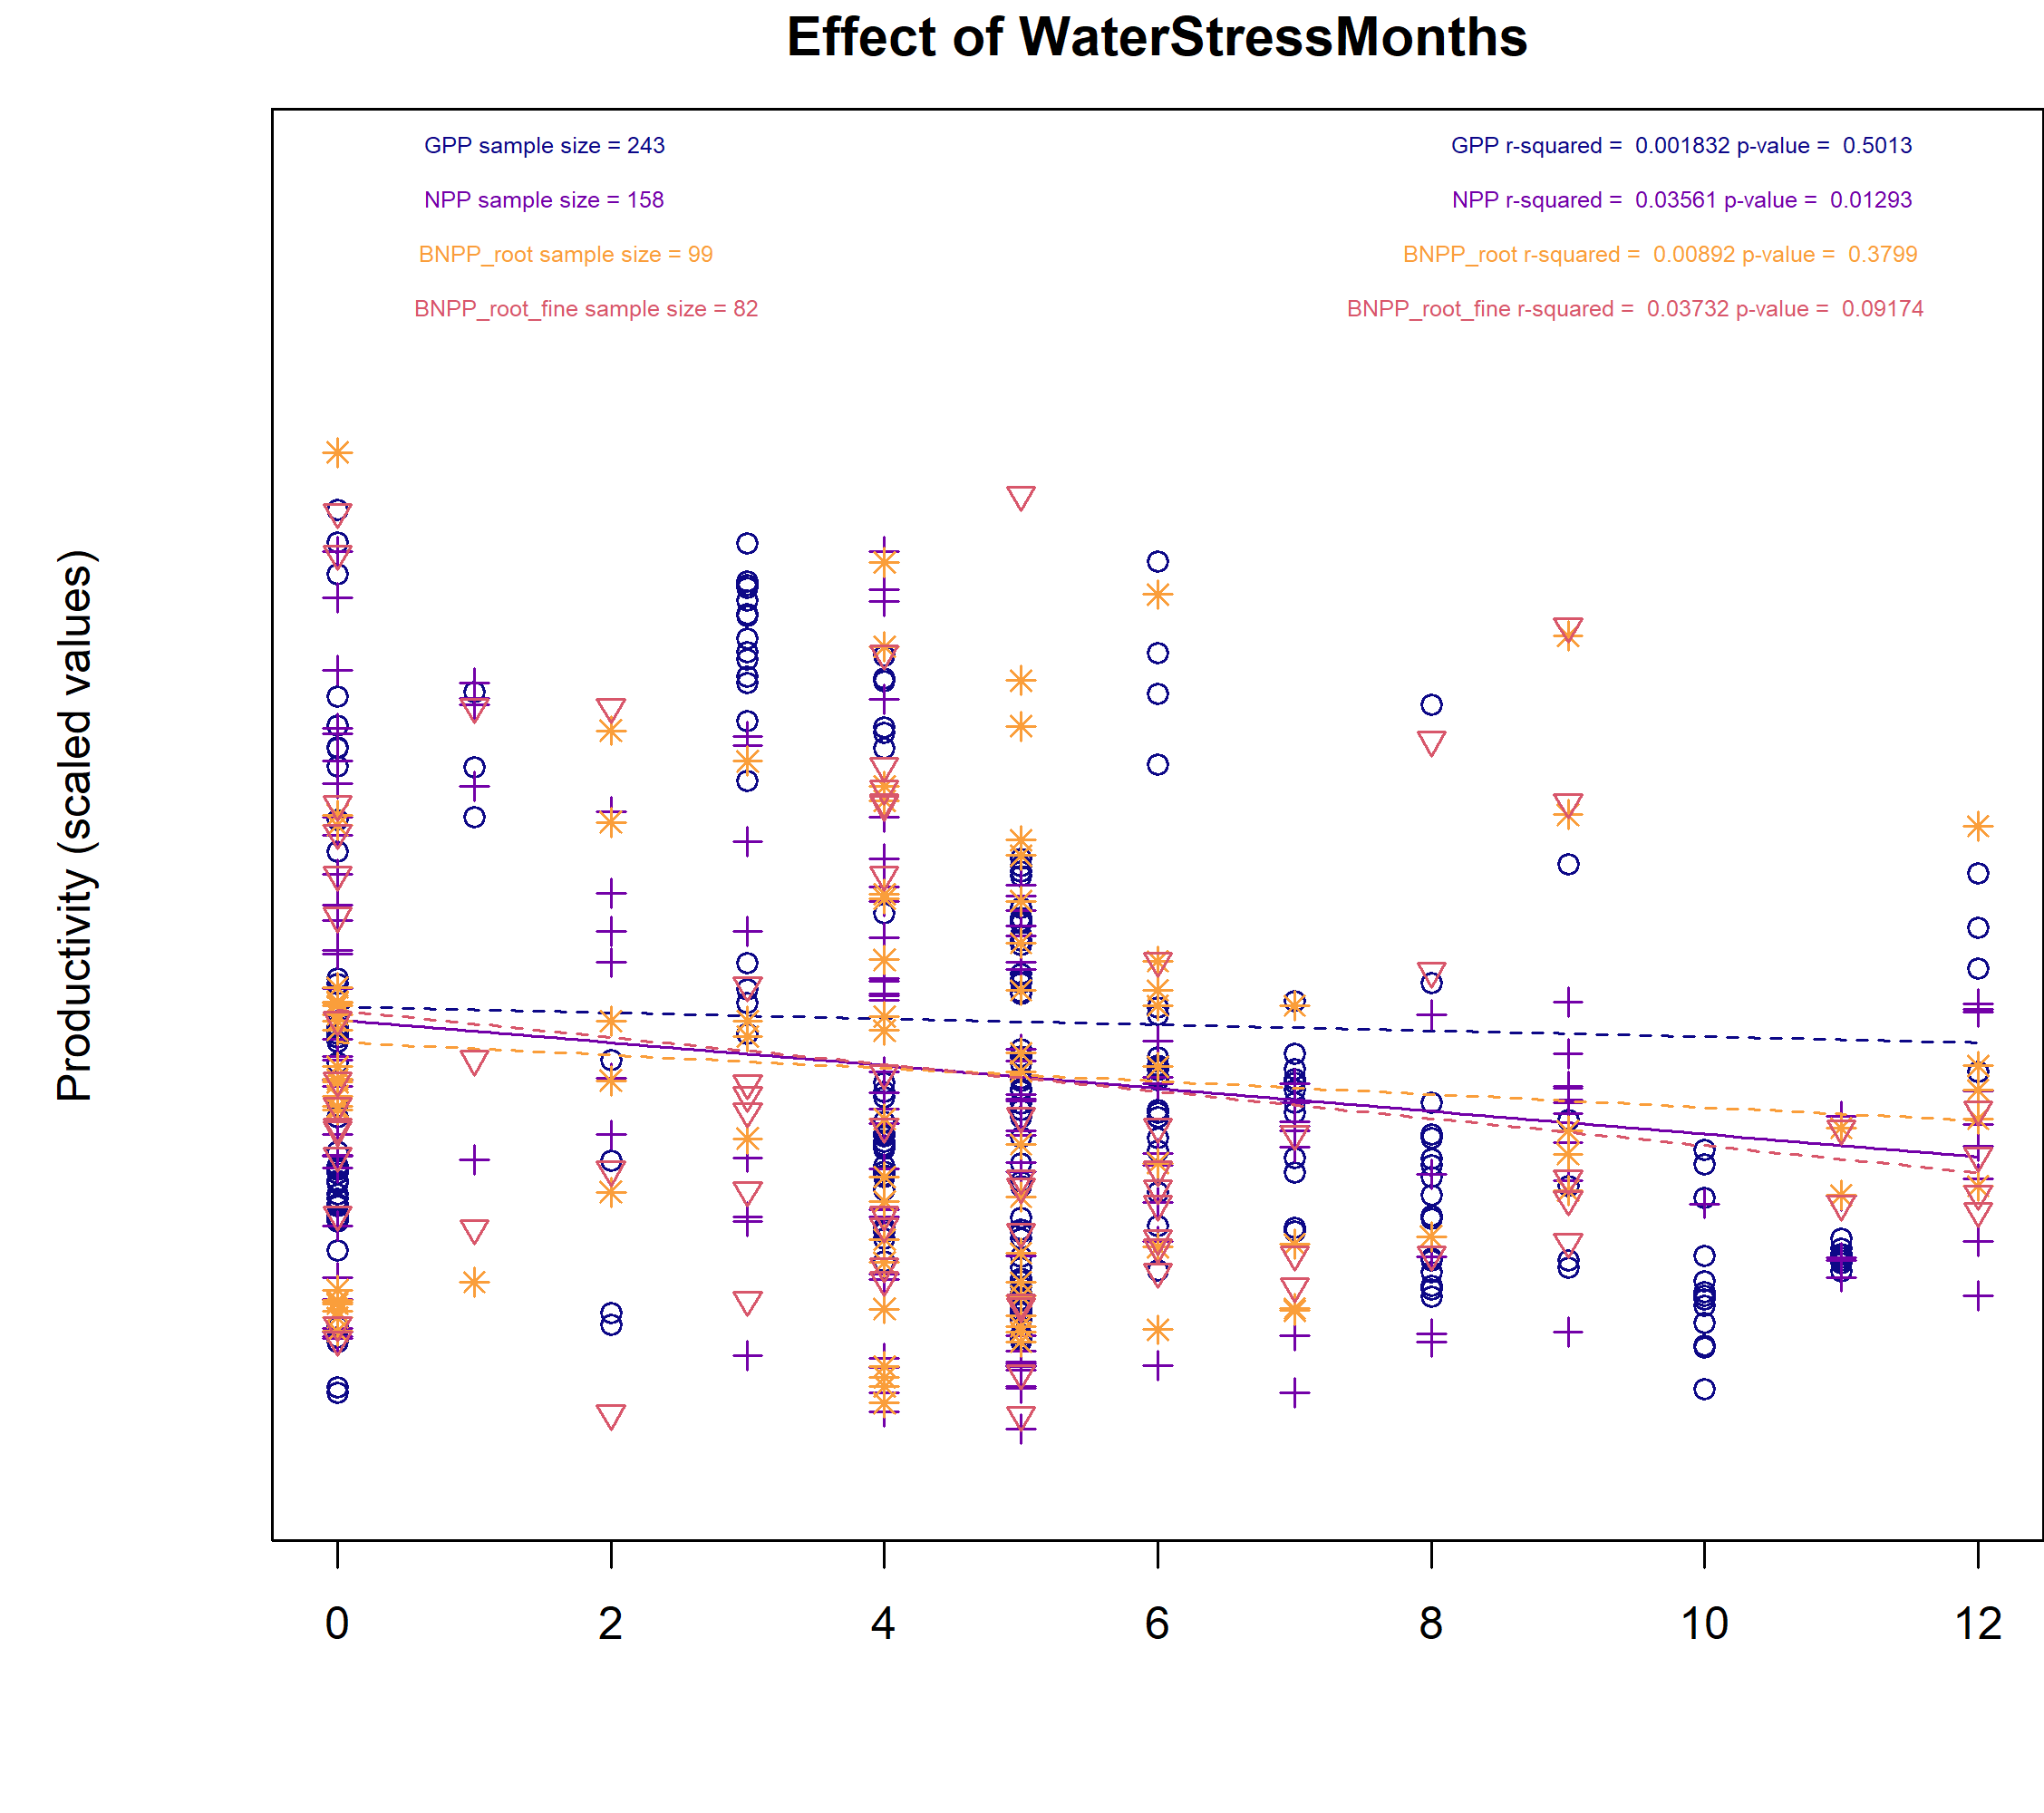 Effect of WaterStressMonths
GPP sample size = 243
GPP r-squared = 0.001832 p-value = 0.5013
NPP sample size = 158
NPP r-squared = 0.03561 p-value = 0.01293
BNPP_root sample size = 99
BNPP_root r-squared = 0.00892 p-value = 0.3799
BNPP_root_fine sample size = 82
BNPP_root_fine r-squared = 0.03732 p-value = 0.09174
Productivity (scaled values)
0 2 4 6 8 10 12